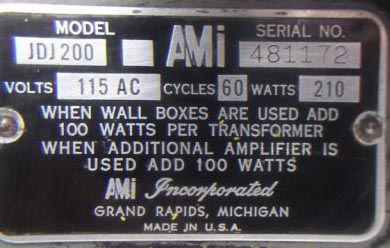 MODEL AMi SERIAL NO.
JDJ200 481172
VOLTS 115 AC CYCLES 60 WATTS 210
WHEN WALL BOXES ARE USED ADD
100 WATTS PER TRANSFORMER
WHEN ADDITIONAL AMPLIFIER IS
USED ADD 100 WATTS
AMi Incorporated
GRAND RAPIDS, MICHIGAN
MADE IN U.S.A.